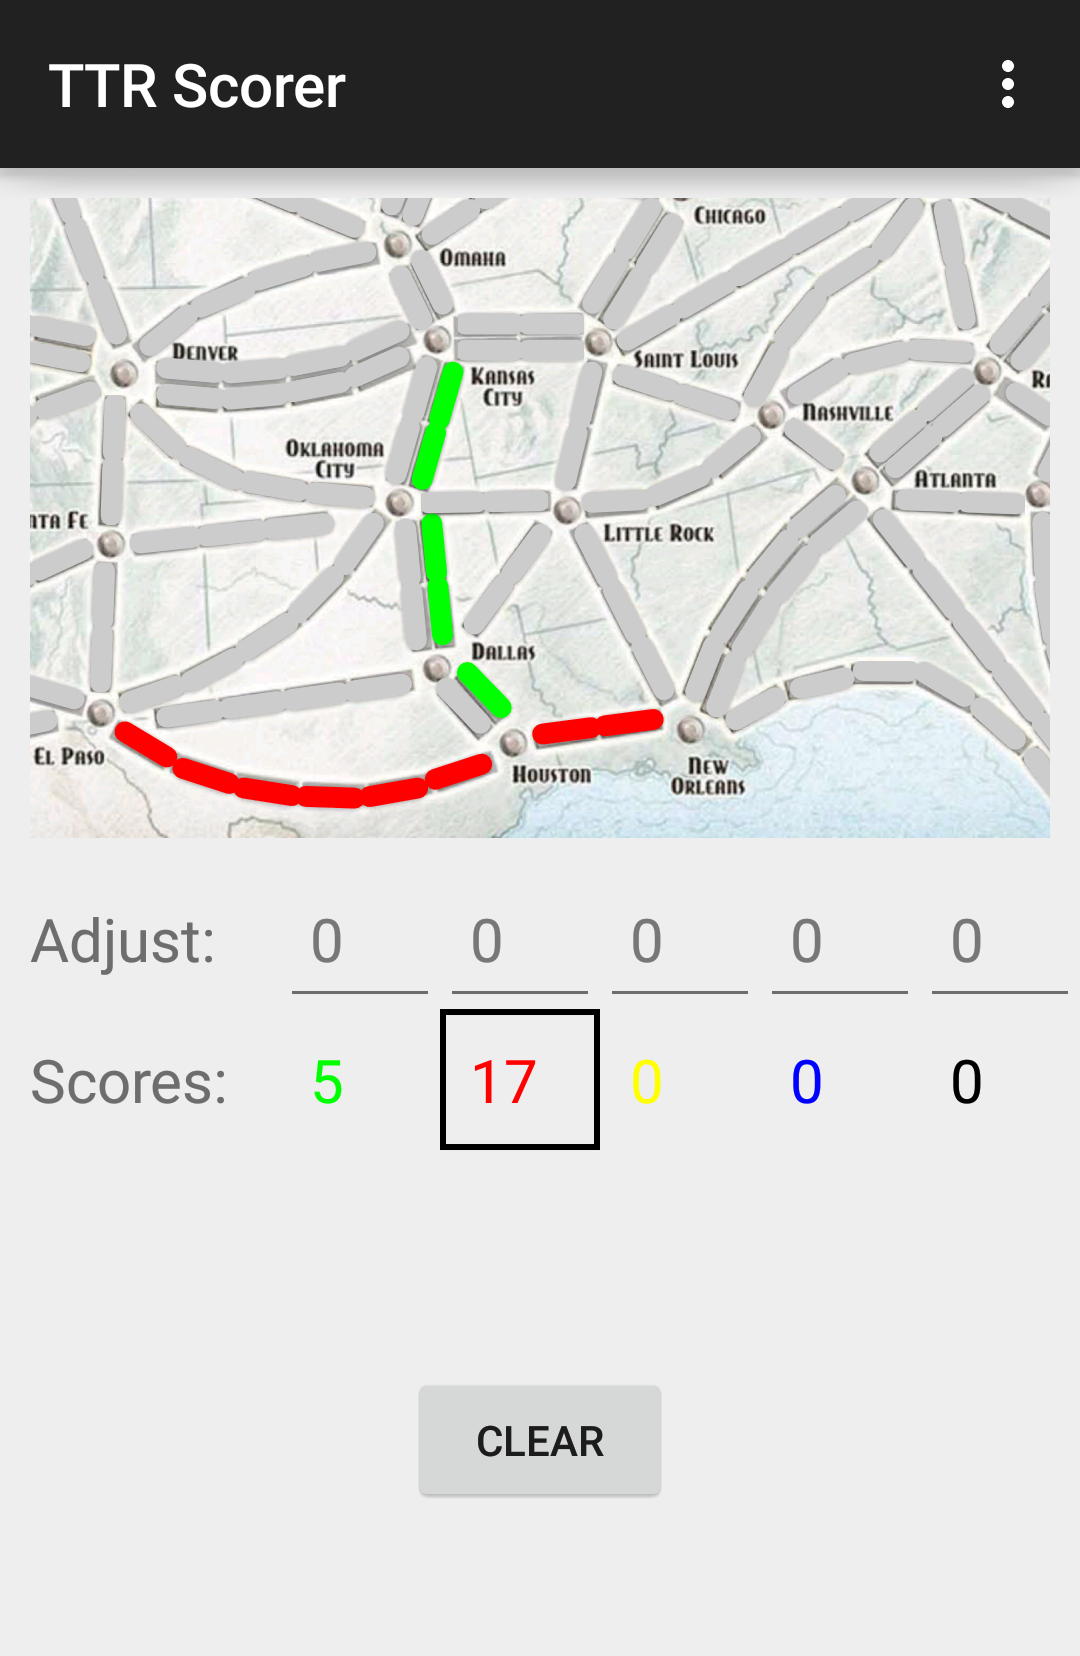 TTR Scorer
CHICAGO
OMAHA
DENVER
SAINT LOUIS
KANSAS
CITY
NASHVILLE
OKLAHOMA
CITY
ATLANTA
NTA FE
LITTLE ROCK
DALLAS
EL PASO
HOUSTON
NEW
ORLEANS
Adjust: 0 0 0 0 0
Scores: 5 17 0 0 0
CLEAR